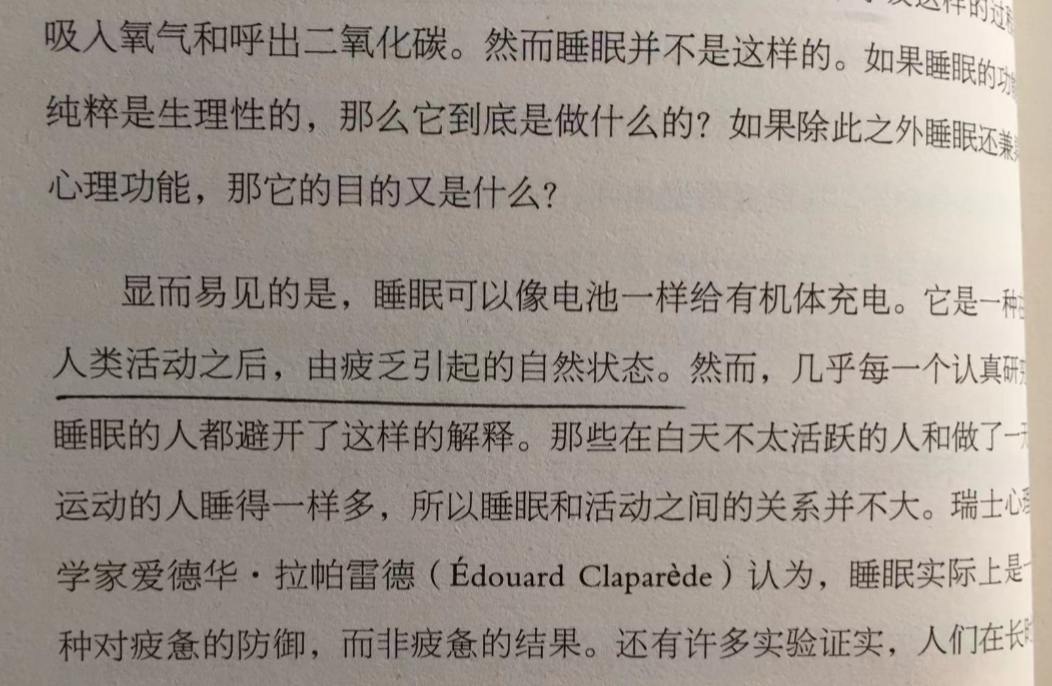 这样的过
吸入氧气和呼出二氧化碳。然而睡眠并不是这样的。如果睡眠的功
纯粹是生理性的，那么它到底是做什么的？如果除此之外睡眠还兼
心理功能，那它的目的又是什么？
显而易见的是，睡眠可以像电池一样给有机体充电。它是一种
人类活动之后，由疲乏引起的自然状态。然而，几乎每一个认真研
睡眠的人都避开了这样的解释。那些在白天不太活跃的人和做了一
运动的人睡得一样多，所以睡眠和活动之间的关系并不大。瑞士心
学家爱德华·拉帕雷德（Édouard Claparède）认为，睡眠实际上是
种对疲惫的防御，而非疲惫的结果。还有许多实验证实，人们在长